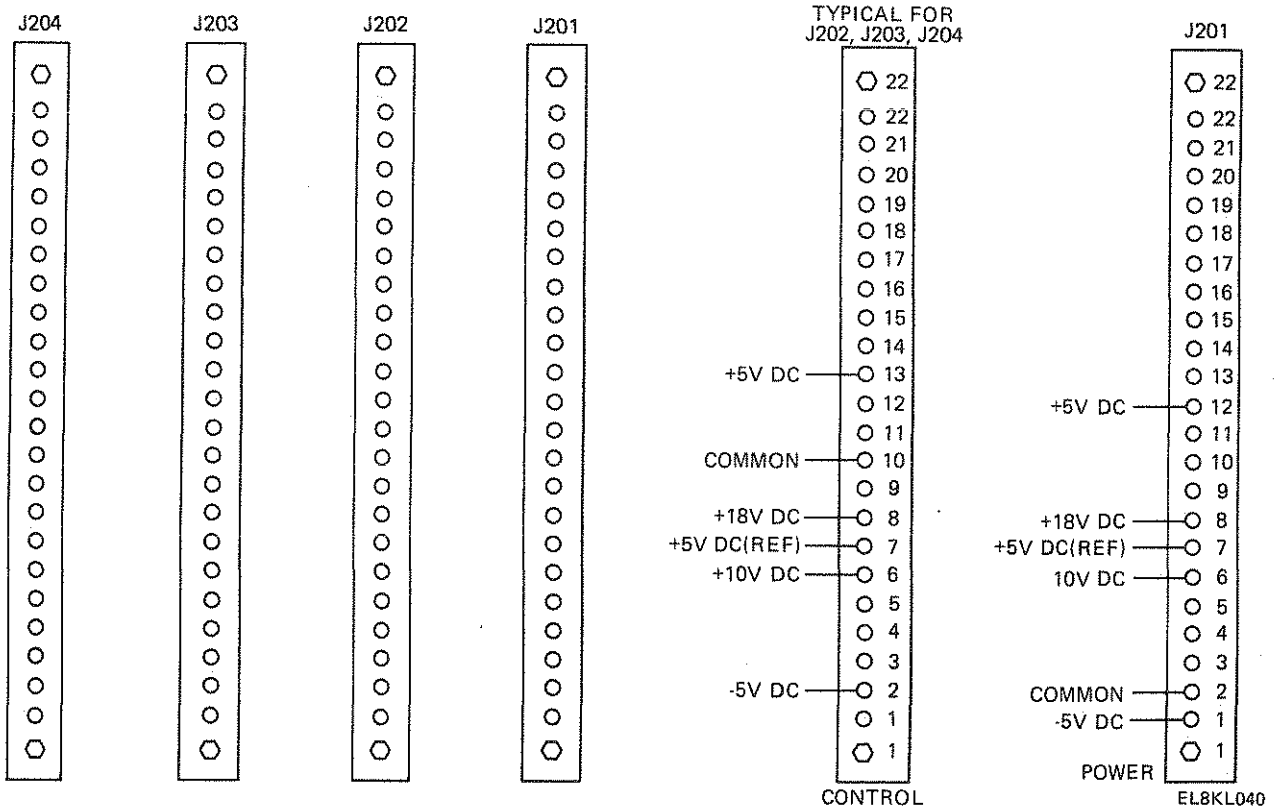 J204
J203
J202
J201
TYPICAL FOR
J202, J203, J204
22
22
21
20
19
18
17
16
15
14
+5V DC 13
12
11
COMMON 10
9
+18V DC 8
+5V DC(REF) 7
+10V DC 6
5
4
3
-5V DC 2
1
1
CONTROL
J201
22
22
21
20
19
18
17
16
15
14
13
+5V DC 12
11
10
9
+18V DC 8
+5V DC(REF) 7
10V DC 6
5
4
3
COMMON 2
-5V DC 1
1
POWER
EL8KL040